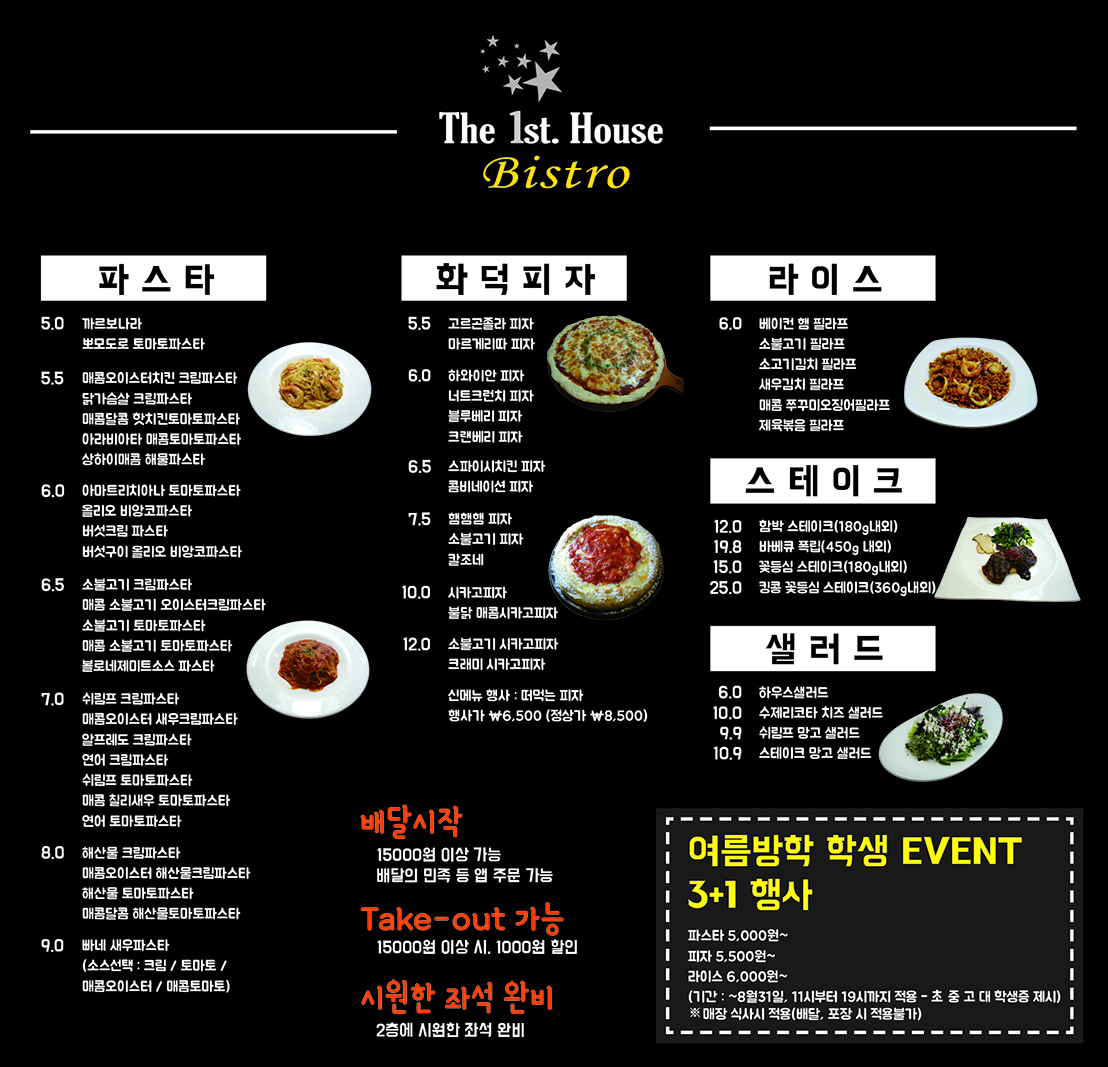 The 1st. House
Bistro
파스타
5.0 까르보나라
뽀모도로 토마토파스타
5.5 매콤오이스터치킨 크림파스타
닭가슴살 크림파스타
매콤달콤 핫치킨토마토파스타
아라비아타 매콤토마토파스타
상하이매콤 해물파스타
6.0 아마트리치아나 토마토파스타
올리오 비앙코파스타
버섯크림 파스타
버섯구이 올리오 비앙코파스타
6.5 소불고기 크림파스타
매콤 소불고기 오이스터크림파스타
소불고기 토마토파스타
매콤 소불고기 토마토파스타
볼로네제미트소스 파스타
7.0 쉬림프 크림파스타
매콤오이스터 새우크림파스타
알프레도 크림파스타
연어 크림파스타
쉬림프 토마토파스타
매콤 칠리새우 토마토파스타
연어 토마토파스타
8.0 해산물 크림파스타
매콤오이스터 해산물크림파스타
해산물 토마토파스타
매콤달콤 해산물토마토파스타
9.0 빠네 새우파스타
(소스선택 : 크림 / 토마토 /
매콤오이스터 / 매콤토마토)
화덕피자
5.5 고르곤졸라 피자
마르게리따 피자
6.0 하와이안 피자
너트크런치 피자
블루베리 피자
크랜베리 피자
6.5 스파이시치킨 피자
콤비네이션 피자
7.5 햄햄햄 피자
소불고기 피자
칼조네
10.0 시카고피자
불닭 매콤시카고피자
12.0 소불고기 시카고피자
크래미 시카고피자
신메뉴 행사 : 떠먹는 피자
행사가 ₩6,500 (정상가 ₩8,500)
배달시작
15000원 이상 가능
배달의 민족 등 앱 주문 가능
Take-out 가능
15000원 이상 시, 1000원 할인
시원한 좌석 완비
2층에 시원한 좌석 완비
라이스
6.0 베이컨 햄 필라프
소불고기 필라프
소고기김치 필라프
새우김치 필라프
매콤 쭈꾸미오징어필라프
제육볶음 필라프
스테이크
12.0 함박 스테이크(180g내외)
19.8 바베큐 폭립(450g 내외)
15.0 꽃등심 스테이크(180g내외)
25.0 킹콩 꽃등심 스테이크(360g내외)
샐러드
6.0 하우스샐러드
10.0 수제리코타 치즈 샐러드
9.9 쉬림프 망고 샐러드
10.9 스테이크 망고 샐러드
여름방학 학생 EVENT
3+1 행사
파스타 5,000원~
피자 5,500원~
라이스 6,000원~
(기간 : ~8월31일, 11시부터 19시까지 적용 - 초 중 고 대 학생증 제시)
※ 매장 식사시 적용(배달, 포장 시 적용불가)